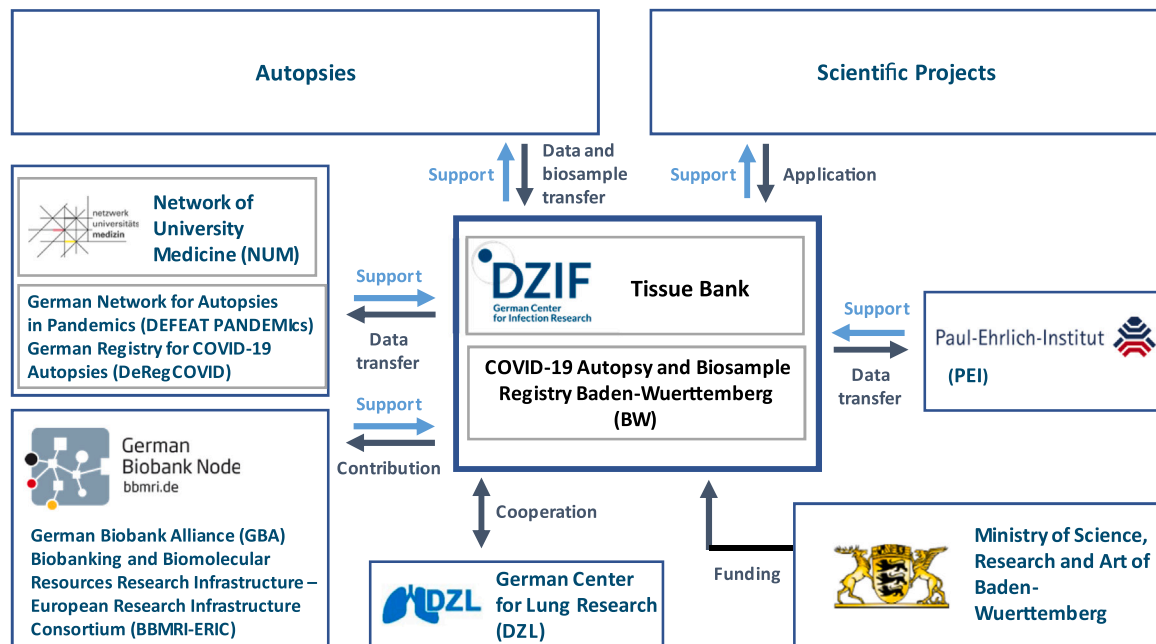 Autopsies
Scientific Projects
Support
Data and
biosample
transfer
Support
Application
netzwerk
universitäts
medizin
Network of
University
Medicine (NUM)
German Network for Autopsies
in Pandemics (DEFEAT PANDEMIcs)
German Registry for COVID-19
Autopsies (DeRegCOVID)
Support
Data
transfer
DZIF
German Center
for Infection Research
Tissue Bank
COVID-19 Autopsy and Biosample
Registry Baden-Wuerttemberg
(BW)
Support
Data
transfer
Paul-Ehrlich-Institut
(PEI)
Support
Contribution
German
Biobank Node
bbmri.de
German Biobank Alliance (GBA)
Biobanking and Biomolecular
Resources Research Infrastructure –
European Research Infrastructure
Consortium (BBMRI-ERIC)
Cooperation
DZL
German Center
for Lung Research
(DZL)
Funding
Ministry of Science,
Research and Art of
Baden-
Wuerttemberg